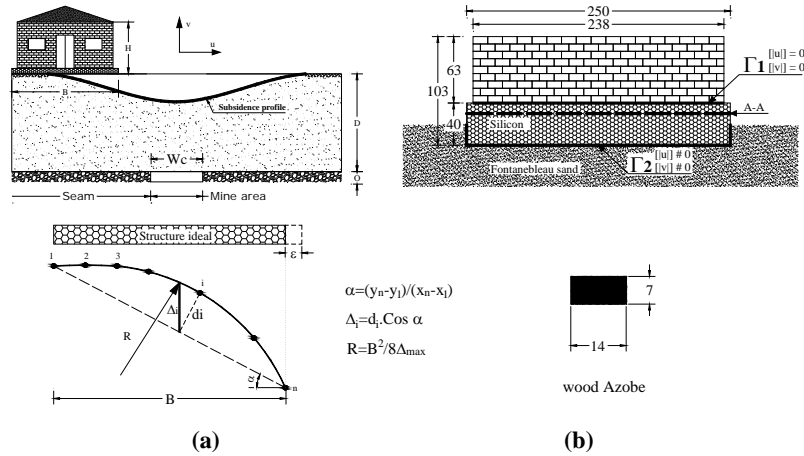 H
v
u
B
Subsidence profile
D
Wc
O
Seam
Mine area
Structure ideal
ε
1
2
3
i
Δi
di
R
α
n
B
α=(yn-y1)/(xn-x1)
Δi=di.Cos α
R=B²/8Δmax
(a)
250
238
63
103
40
Γ1 [|u|] = 0
[|v|] = 0
A-A
Silicon
Γ2 [|u|] # 0
[|v|] # 0
Fontanebleau sand
7
14
wood Azobe
(b)